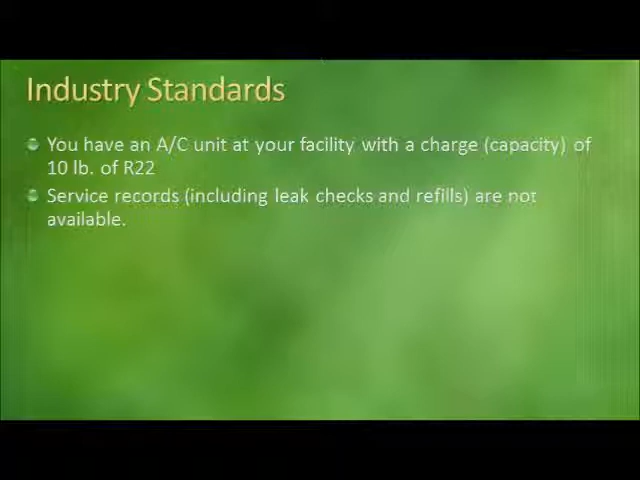 Industry Standards
You have an A/C unit at your facility with a charge (capacity) of
10 lb. of R22
Service records (including leak checks and refills) are not
available.